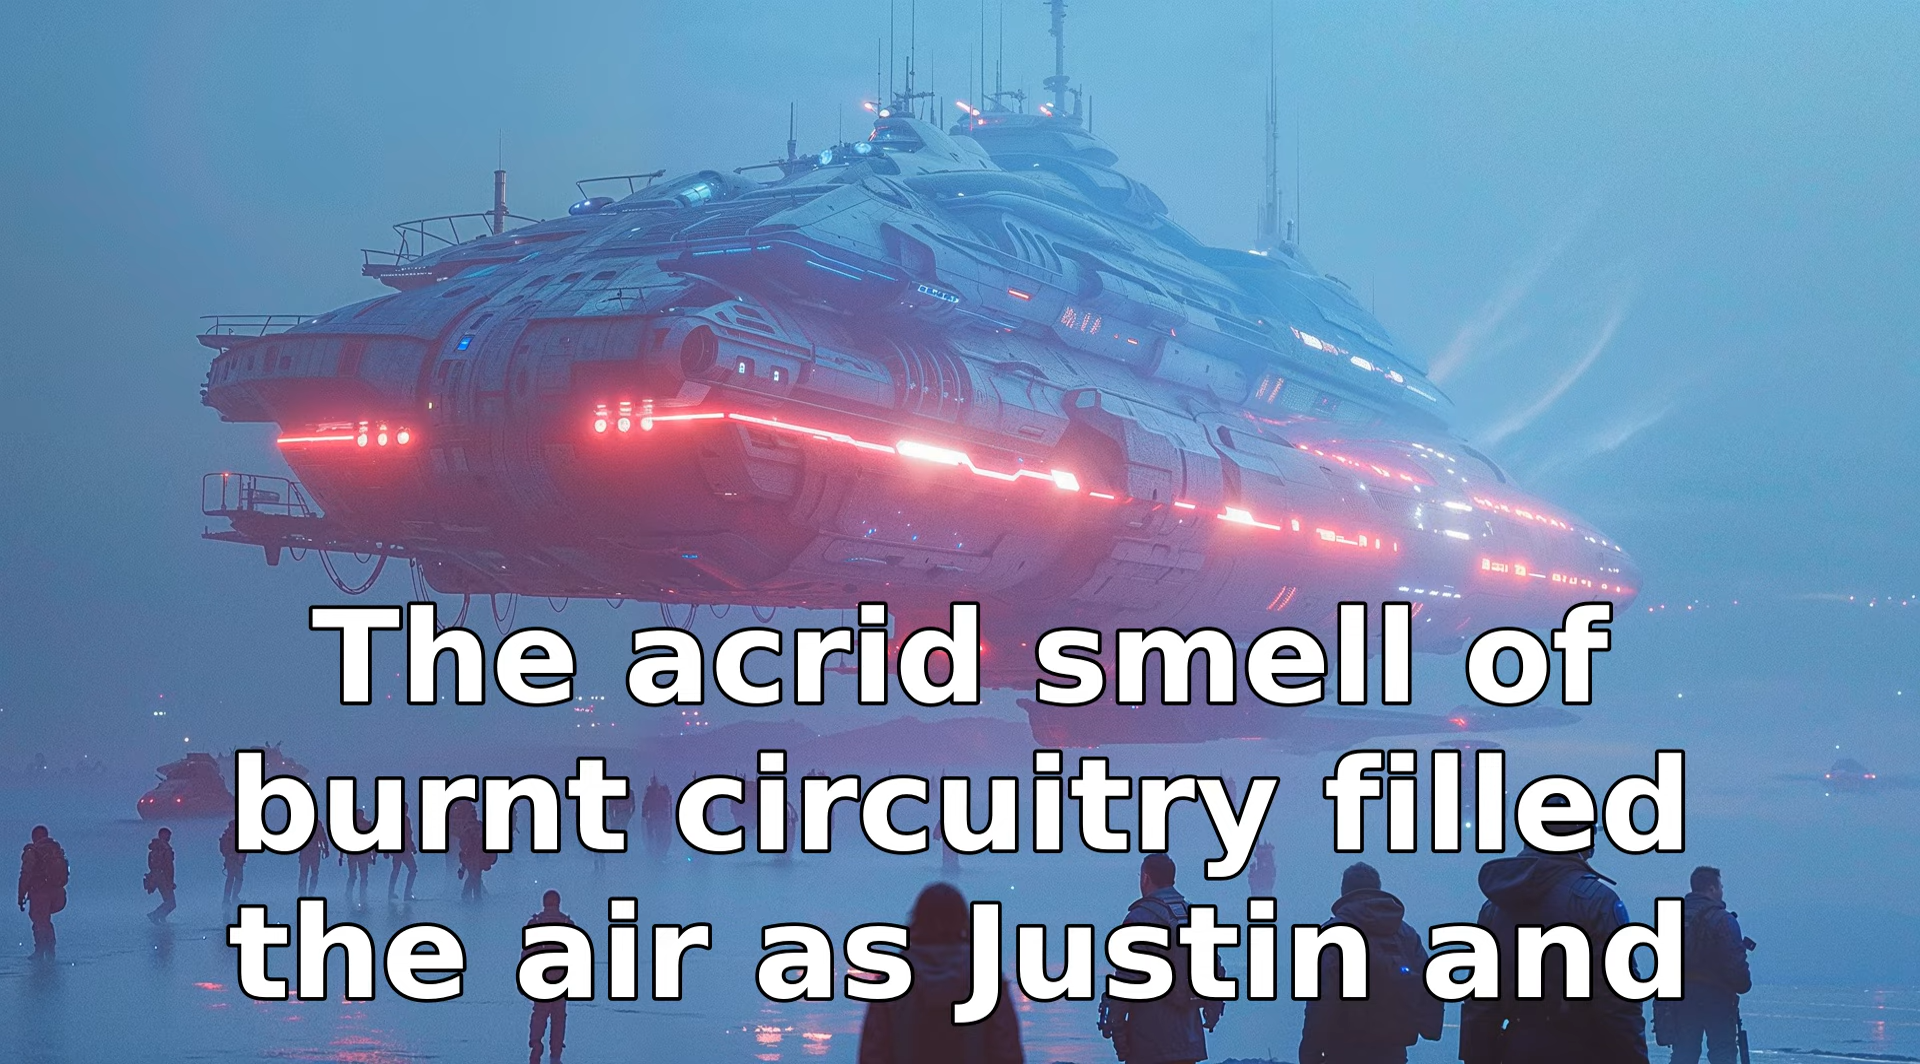 The acrid smell of
burnt circuitry filled
the air as Justin and